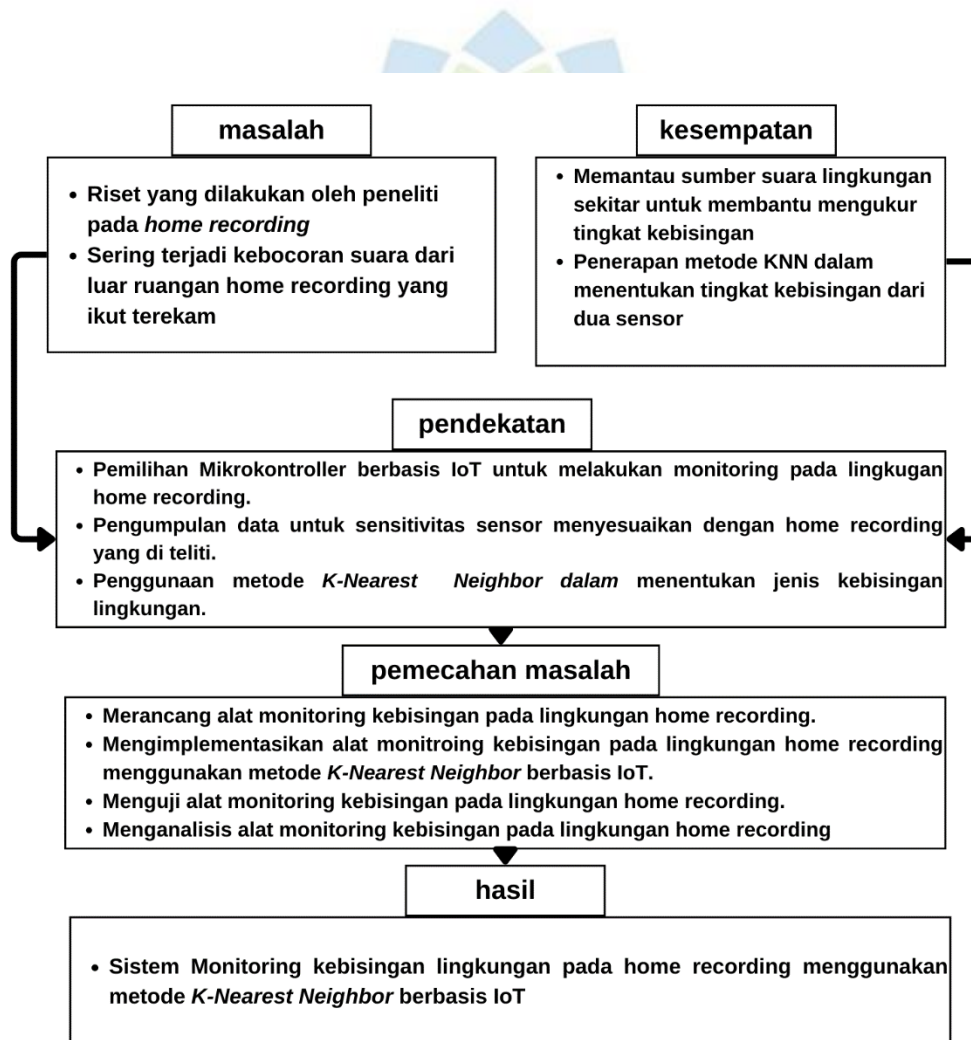 masalah
• Riset yang dilakukan oleh peneliti
pada home recording
• Sering terjadi kebocoran suara dari
luar ruangan home recording yang
ikut terekam
kesempatan
• Memantau sumber suara lingkungan
sekitar untuk membantu mengukur
tingkat kebisingan
• Penerapan metode KNN dalam
menentukan tingkat kebisingan dari
dua sensor
pendekatan
• Pemilihan Mikrokontroller berbasis IoT untuk melakukan monitoring pada lingkugan
home recording.
• Pengumpulan data untuk sensitivitas sensor menyesuaikan dengan home recording
yang di teliti.
• Penggunaan metode K-Nearest Neighbor dalam menentukan jenis kebisingan
lingkungan.
pemecahan masalah
• Merancang alat monitoring kebisingan pada lingkungan home recording.
• Mengimplementasikan alat monitroing kebisingan pada lingkungan home recording
menggunakan metode K-Nearest Neighbor berbasis IoT.
• Menguji alat monitoring kebisingan pada lingkungan home recording.
• Menganalisis alat monitoring kebisingan pada lingkungan home recording
hasil
• Sistem Monitoring kebisingan lingkungan pada home recording menggunakan
metode K-Nearest Neighbor berbasis IoT